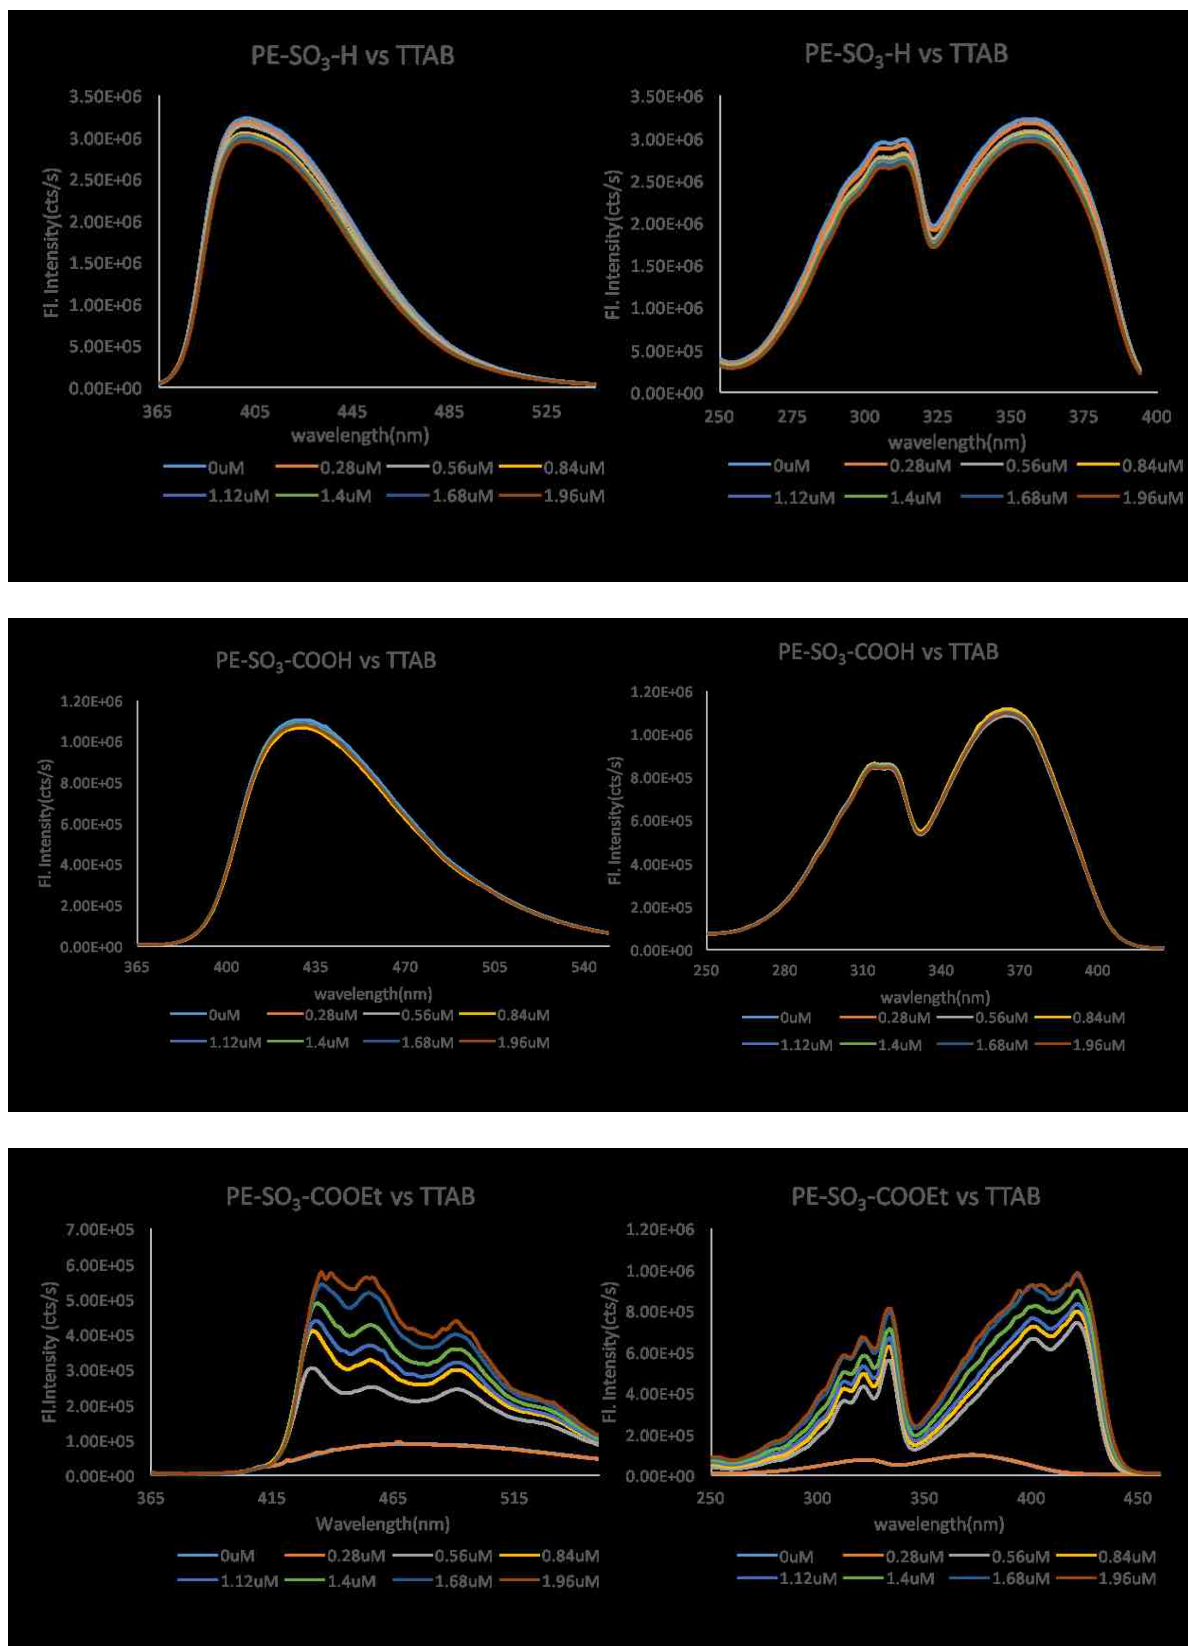 PE-SO3-H vs TTAB
3.50E+06
3.00E+06
2.50E+06
2.00E+06
1.50E+06
1.00E+06
5.00E+05
0.00E+00
Fl. Intensity(cts/s)
365 405 445 485 525
wavelength(nm)
0uM 0.28uM 0.56uM 0.84uM
1.12uM 1.4uM 1.68uM 1.96uM
PE-SO3-H vs TTAB
3.50E+06
3.00E+06
2.50E+06
2.00E+06
1.50E+06
1.00E+06
5.00E+05
0.00E+00
Fl. Intensity(cts/s)
250 275 300 325 350 375 400
wavelength(nm)
0uM 0.28uM 0.56uM 0.84uM
1.12uM 1.4uM 1.68uM 1.96uM
PE-SO3-COOH vs TTAB
1.20E+06
1.00E+06
8.00E+05
6.00E+05
4.00E+05
2.00E+05
0.00E+00
Fl. Intensity(cts/s)
365 400 435 470 505 540
wavelength(nm)
0uM 0.28uM 0.56uM 0.84uM
1.12uM 1.4uM 1.68uM 1.96uM
PE-SO3-COOH vs TTAB
1.20E+06
1.00E+06
8.00E+05
6.00E+05
4.00E+05
2.00E+05
0.00E+00
Fl. Intensity(cts/s)
250 280 310 340 370 400
wavlength(nm)
0uM 0.28uM 0.56uM 0.84uM
1.12uM 1.4uM 1.68uM 1.96uM
PE-SO3-COOEt vs TTAB
7.00E+05
6.00E+05
5.00E+05
4.00E+05
3.00E+05
2.00E+05
1.00E+05
0.00E+00
Fl.Intensity (cts/s)
365 415 465 515
Wavelength(nm)
0uM 0.28uM 0.56uM 0.84uM
1.12uM 1.4uM 1.68uM 1.96uM
PE-SO3-COOEt vs TTAB
1.20E+06
1.00E+06
8.00E+05
6.00E+05
4.00E+05
2.00E+05
0.00E+00
Fl. Intensity(cts/s)
250 300 350 400 450
wavelength(nm)
0uM 0.28uM 0.56uM 0.84uM
1.12uM 1.4uM 1.68uM 1.96uM